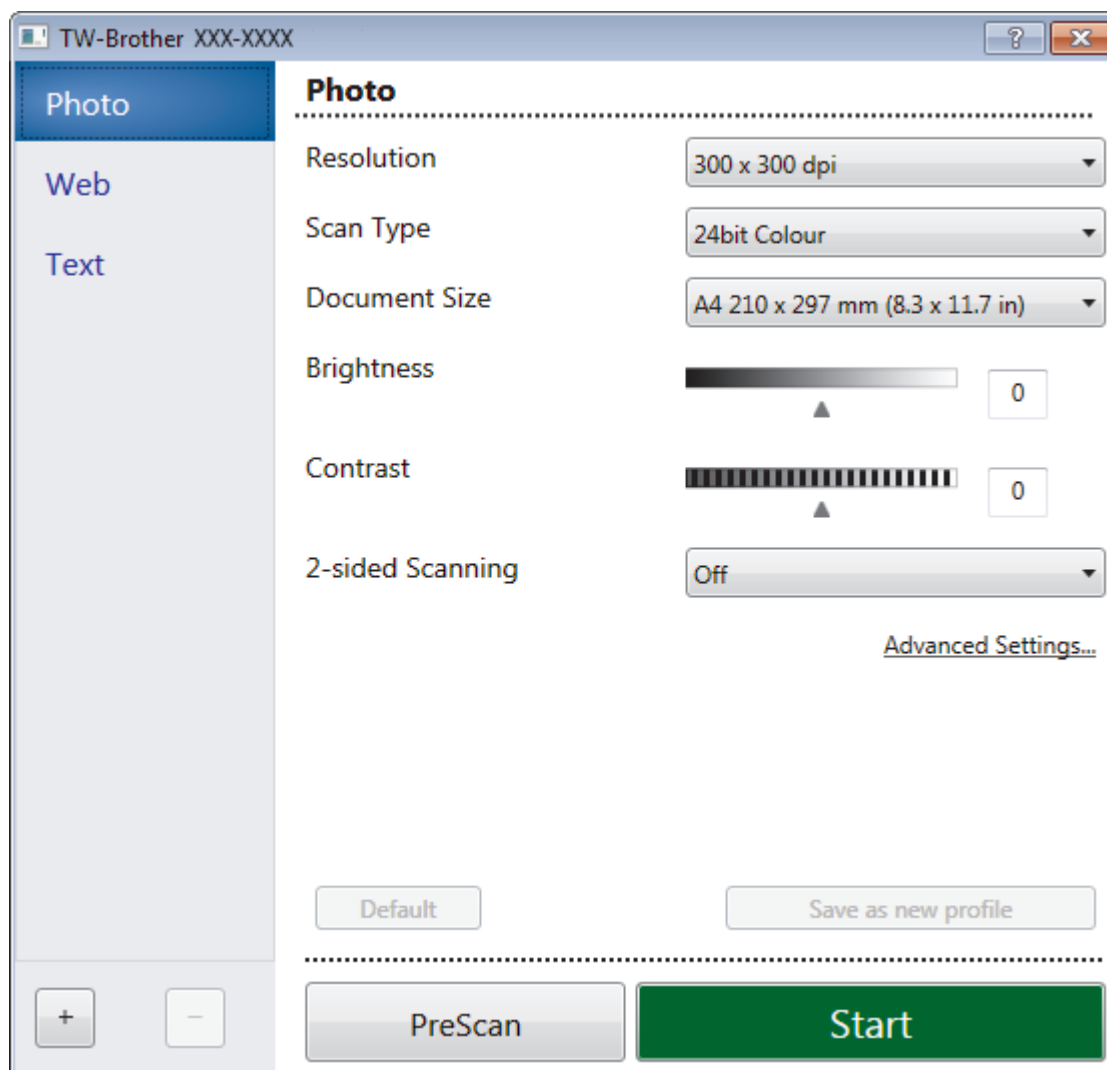 TW-Brother XXX-XXXX
Photo
Web
Text
Photo
Resolution
300 x 300 dpi
Scan Type
24bit Colour
Document Size
A4 210 x 297 mm (8.3 x 11.7 in)
Brightness
0
Contrast
0
2-sided Scanning
Off
Advanced Settings...
Default
Save as new profile
+
−
PreScan
Start